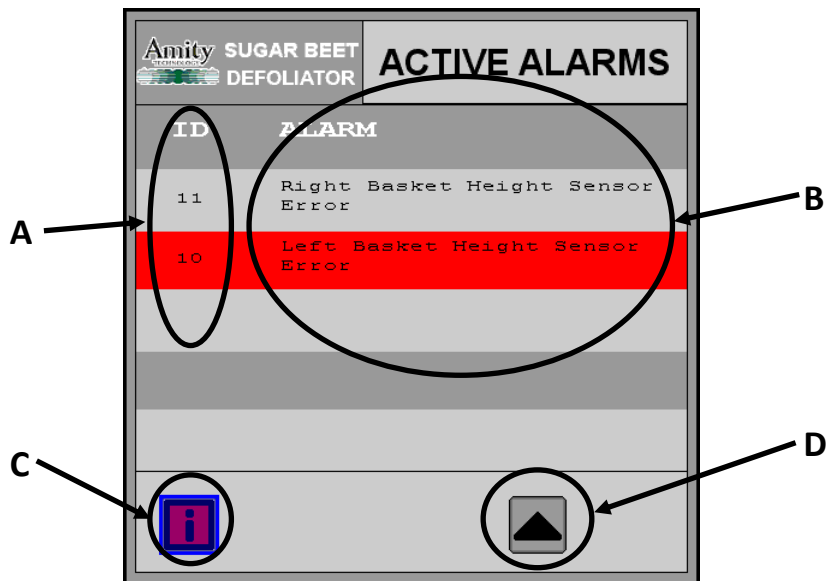 Amity
TECHNOLOGY
SUGAR BEET
DEFOLIATOR
ACTIVE ALARMS
ID ALARM
11 Right Basket Height Sensor
Error
10 Left Basket Height Sensor
Error
A
B
C
D
i